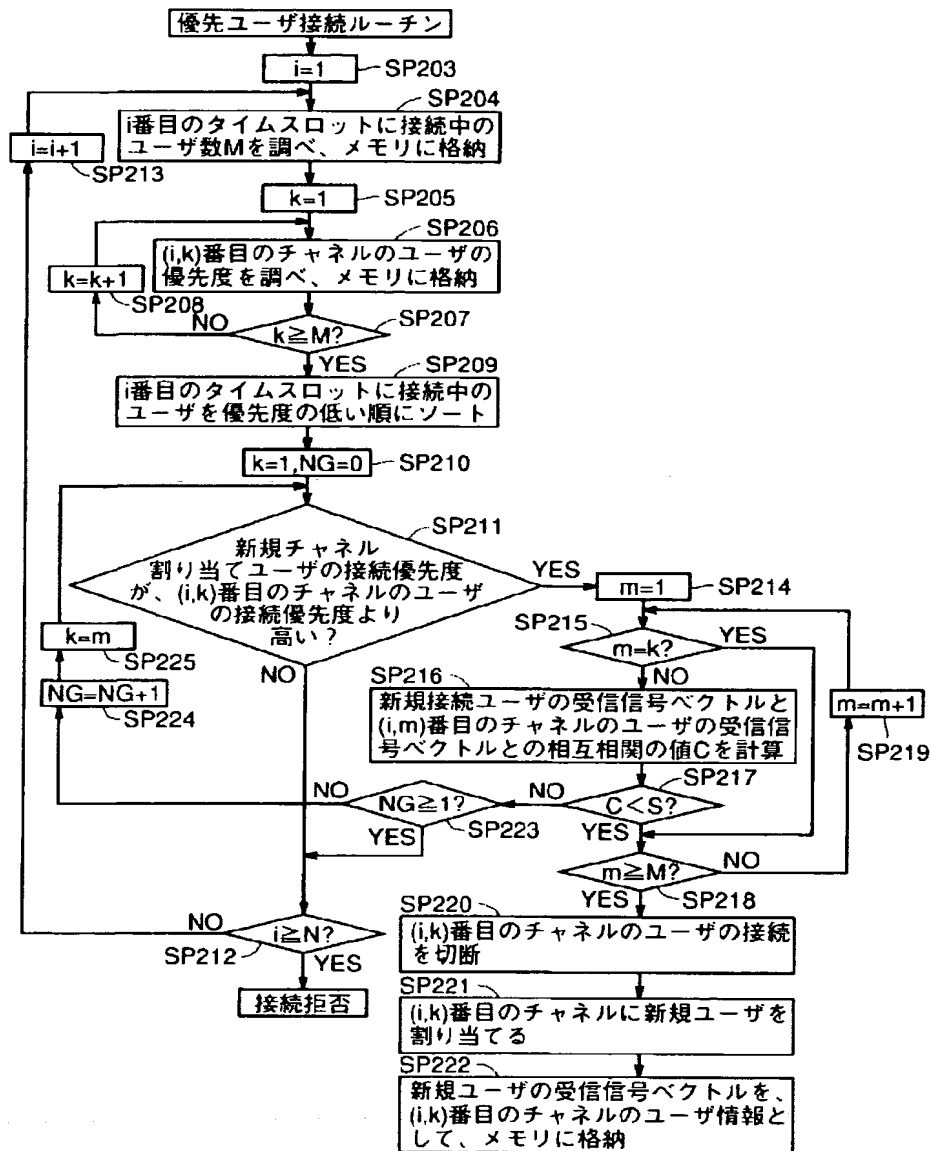 優先ユーザ接続ルーチン
i=1
SP203
SP204
i番目のタイムスロットに接続中の
ユーザ数Mを調べ、メモリに格納
i=i+1
SP213
k=1
SP205
SP206
(i,k)番目のチャネルのユーザの
優先度を調べ、メモリに格納
k=k+1
SP208
NO
k≧M?
SP207
YES
SP209
i番目のタイムスロットに接続中の
ユーザを優先度の低い順にソート
k=1,NG=0
SP210
SP211
新規チャネル
割り当てユーザの接続優先度
が、(i,k)番目のチャネルのユーザ
の接続優先度より
高い?
YES
NO
m=1
SP214
SP215
m=k?
YES
NO
k=m
SP225
NG=NG+1
SP224
SP216
新規接続ユーザの受信信号ベクトルと
(i,m)番目のチャネルのユーザの受信信
号ベクトルとの相互相関の値Cを計算
m=m+1
SP219
SP217
C<S?
NO
YES
NO
NG≧1?
YES
SP223
m≧M?
NO
YES
SP218
NO
i≧N?
SP212
YES
接続拒否
SP220
(i,k)番目のチャネルのユーザの接続
を切断
SP221
(i,k)番目のチャネルに新規ユーザを
割り当てる
SP222
新規ユーザの受信信号ベクトルを、
(i,k)番目のチャネルのユーザ情報と
して、メモリに格納